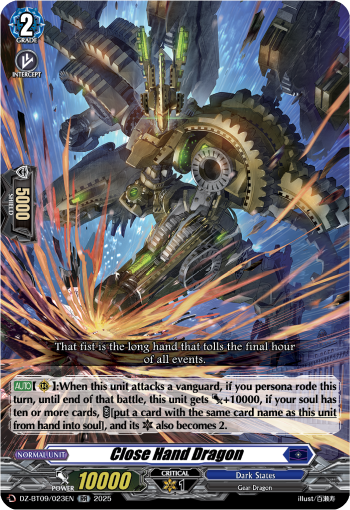 2
GRADE
INTERCEPT
5000
SHIELD
That fist is the long hand that tolls the final hour
of all events.
AUTO【 RC 】:When this unit attacks a vanguard, if you persona rode this
turn, until end of that battle, this unit gets +10000, if your soul has
ten or more cards, [put a card with the same card name as this unit
from hand into soul], and its also becomes 2.
NORMAL UNIT
Close Hand Dragon
POWER
10000
CRITICAL
1
Dark States
Gear Dragon
D-DZ-BT09/023EN RR 2025
illust/百瀬寿